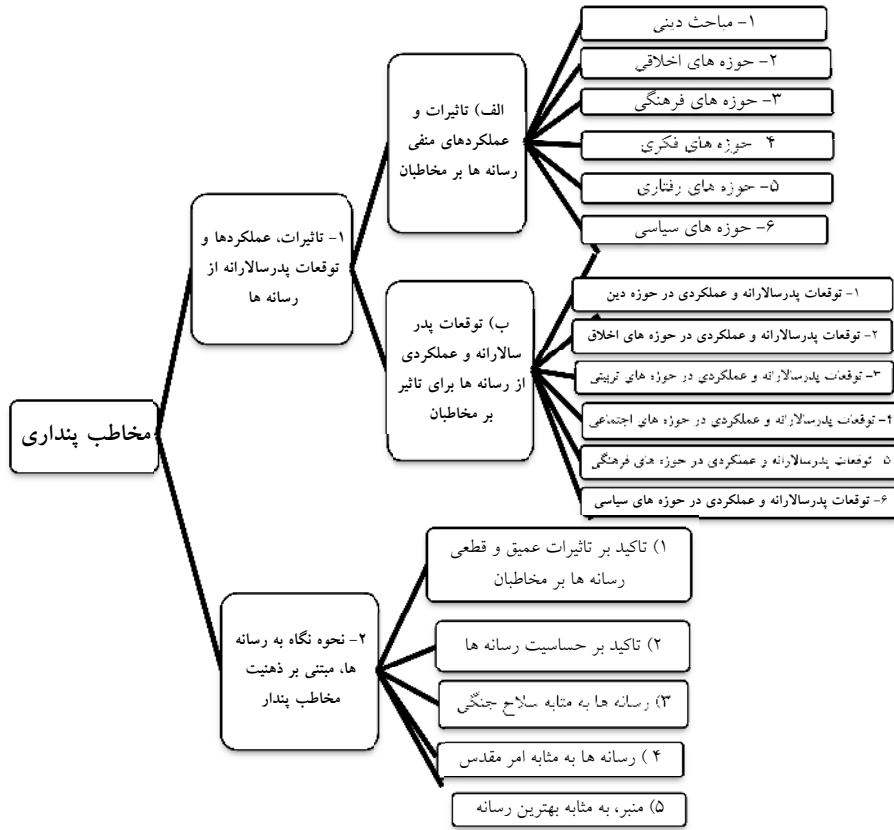 مخاطب پنداری
۱- تاثیرات، عملکردها و
توقعات پدرسالارانه از
رسانه ها
الف) تاثیرات و
عملکردهای منفی
رسانه ها بر مخاطبان
۱- مباحث دینی
۲- حوزه های اخلاقی
۳- حوزه های فرهنگی
۴ حوزه های فکری
۵- حوزه های رفتاری
۶- حوزه های سیاسی
ب) توقعات پدر
سالارانه و عملکردی
از رسانه ها برای تاثیر
بر مخاطبان
۱- توقعات پدرسالارانه و عملکردی در حوزه دین
۲- توقعات پدرسالارانه و عملکردی در حوزه های اخلاق
۳- توقعات پدرسالارانه و عملکردی در حوزه های تربیتی
۴- توقعات پدرسالارانه و عملکردی در حوزه های اجتماعی
۵ توقعات پدرسالارانه و عملکردی در حوزه های فرهنگی
۶- توقعات پدرسالارانه و عملکردی در حوزه های سیاسی
۲- نحوه نگاه به رسانه
ها، مبتنی بر ذهنیت
مخاطب پندار
۱) تاکید بر تاثیرات عمیق و قطعی
رسانه ها بر مخاطبان
۲) تاکید بر حساسیت رسانه ها
۳) رسانه ها به مثابه سلاح جنگی
۴ ) رسانه ها به مثابه امر مقدس
۵) منبر، به مثابه بهترین رسانه